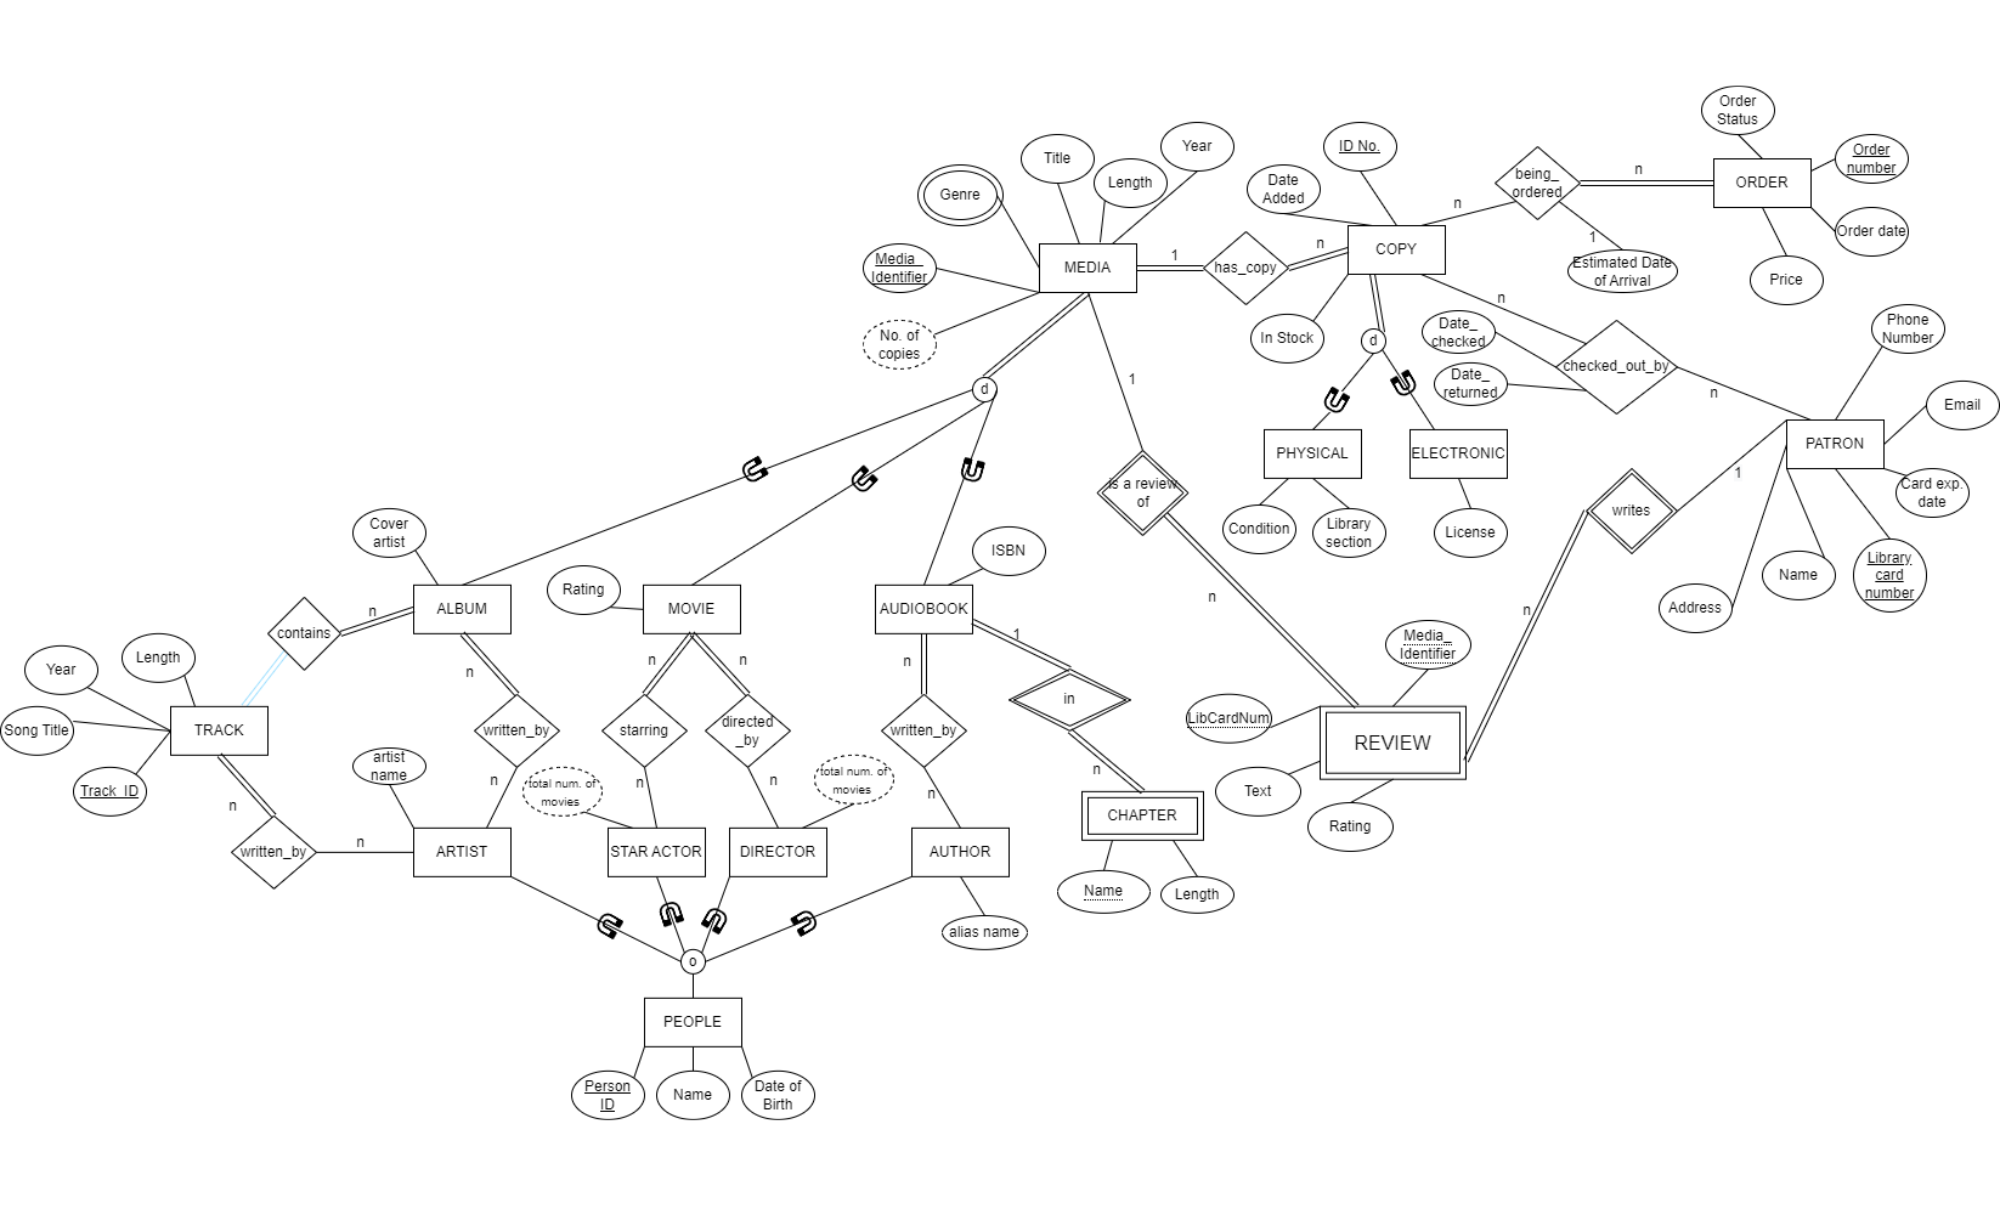 Order
Status
Order
number
ORDER
Order date
Price
being_
ordered
n
n
1
Estimated Date
of Arrival
ID No.
Date
Added
COPY
In Stock
Year
Title
Length
Genre
MEDIA
Media_
Identifier
No. of
copies
1
has_copy
n
d
Date_
checked
Date_
returned
n
checked_out_by
n
Phone
Number
Email
PATRON
Card exp.
date
Library
card
number
Name
Address
1
writes
n
d
PHYSICAL
ELECTRONIC
Condition
Library
section
License
1
is a review
of
n
Cover
artist
ALBUM
Rating
MOVIE
ISBN
AUDIOBOOK
n
contains
Year
Length
Song Title
TRACK
Track_ID
n
written_by
n
n
written_by
n
n
starring
n
n
directed
_by
n
n
written_by
n
1
in
n
Media_
Identifier
LibCardNum
REVIEW
Text
Rating
artist
name
total num. of
movies
total num. of
movies
ARTIST
STAR ACTOR
DIRECTOR
AUTHOR
CHAPTER
Name
Length
alias name
o
PEOPLE
Person
ID
Name
Date of
Birth